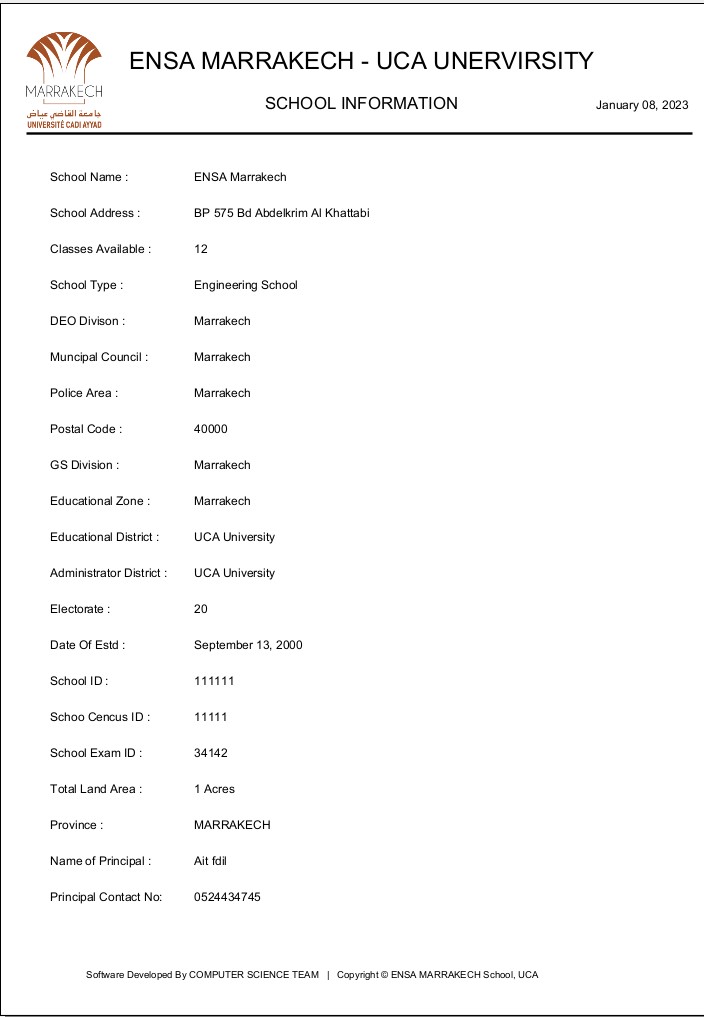 MARRAKECH
جامعة القاضي عياض
UNIVERSITÉ CADI AYYAD
ENSA MARRAKECH - UCA UNERVIRSITY
SCHOOL INFORMATION
January 08, 2023
School Name : ENSA Marrakech
School Address : BP 575 Bd Abdelkrim Al Khattabi
Classes Available : 12
School Type : Engineering School
DEO Divison : Marrakech
Muncipal Council : Marrakech
Police Area : Marrakech
Postal Code : 40000
GS Division : Marrakech
Educational Zone : Marrakech
Educational District : UCA University
Administrator District : UCA University
Electorate : 20
Date Of Estd : September 13, 2000
School ID : 111111
Schoo Cencus ID : 11111
School Exam ID : 34142
Total Land Area : 1 Acres
Province : MARRAKECH
Name of Principal : Ait fdil
Principal Contact No: 0524434745
Software Developed By COMPUTER SCIENCE TEAM | Copyright © ENSA MARRAKECH School, UCA